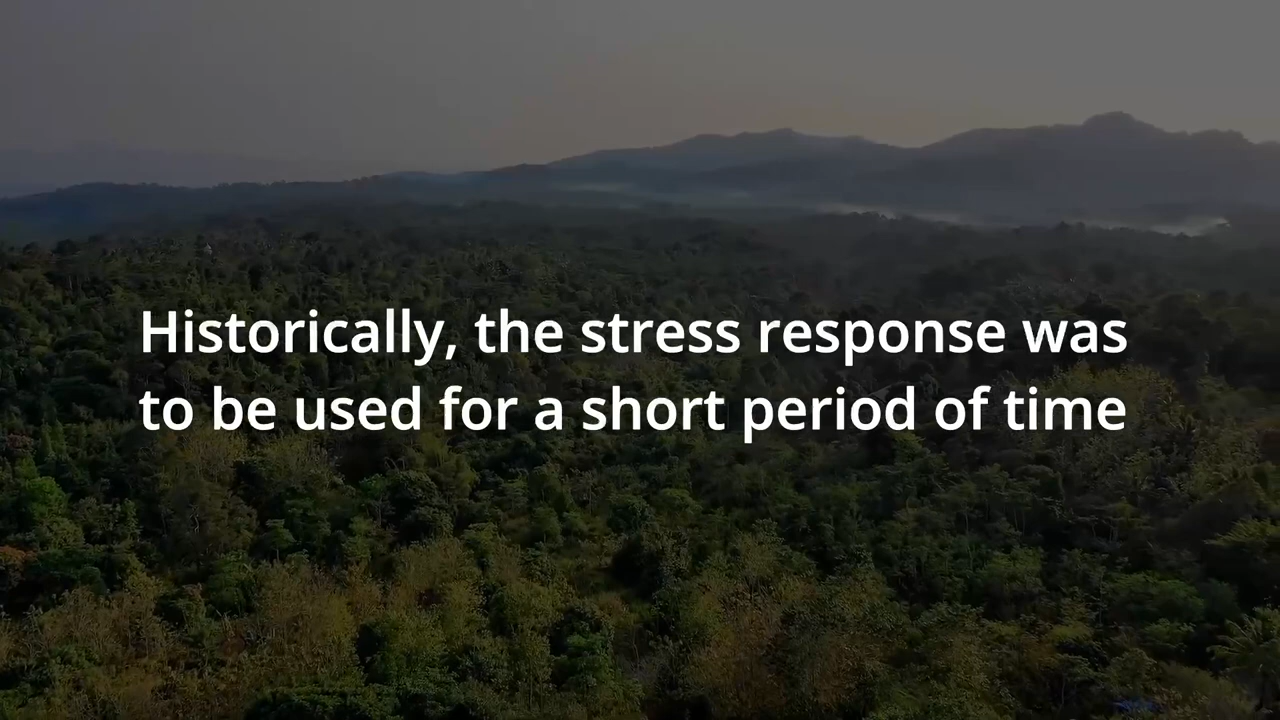 Historically, the stress response was
to be used for a short period of time